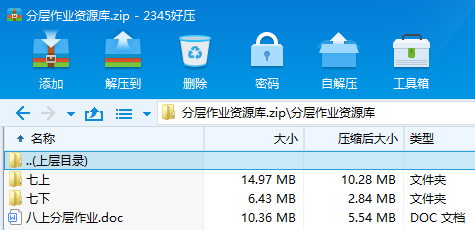 分层作业资源库.zip - 2345好压
添加 解压到 删除 密码 自解压 工具箱
分层作业资源库.zip\分层作业资源库
名称 大小 压缩后大小 类型
..(上层目录)
七上 14.97 MB 10.28 MB 文件夹
七下 6.43 MB 2.84 MB 文件夹
八上分层作业.doc 10.36 MB 5.54 MB DOC 文档